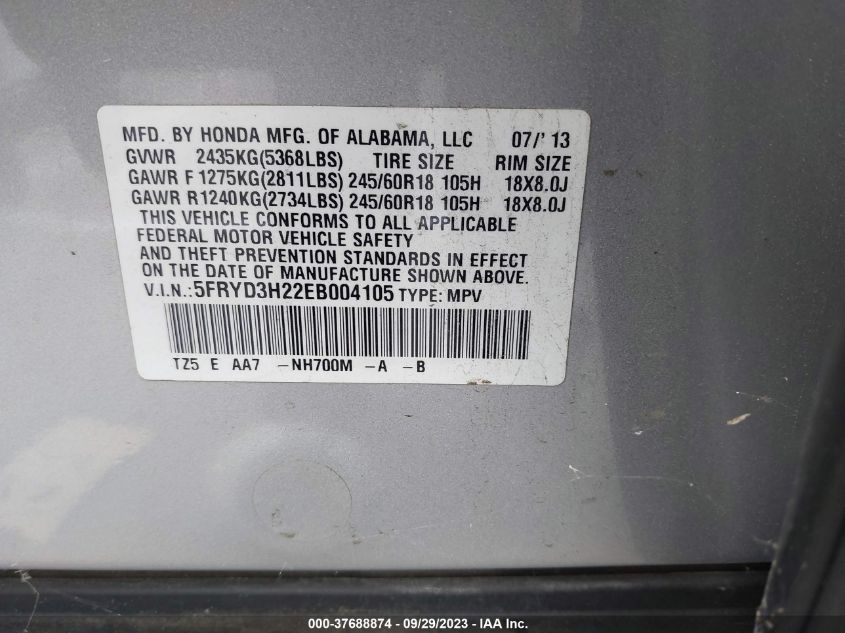 MFD. BY HONDA MFG. OF ALABAMA, LLC 07/' 13
GVWR 2435KG(5368LBS) TIRE SIZE RIM SIZE
GAWR F1275KG(2811LBS) 245/60R18 105H 18X8.0J
GAWR R1240KG(2734LBS) 245/60R18 105H 18X8.0J
THIS VEHICLE CONFORMS TO ALL APPLICABLE
FEDERAL MOTOR VEHICLE SAFETY
AND THEFT PREVENTION STANDARDS IN EFFECT
ON THE DATE OF MANUFACTURE SHOWN ABOVE.
V.I.N.:5FRYD3H22EB004105 TYPE: MPV
TZ5 E AA7 -NH700M -A -B
000-37688874 / 09/29/2023 - IAA Inc.